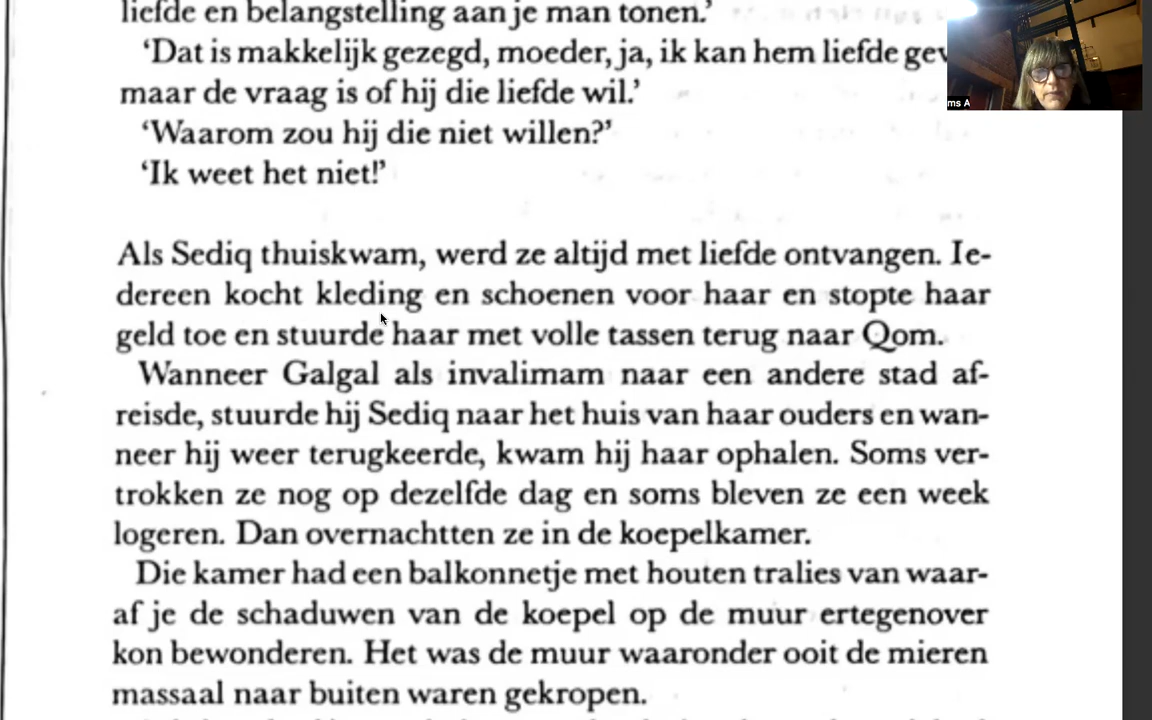 liefde en belangstelling aan je man tonen.’
‘Dat is makkelijk gezegd, moeder, ja, ik kan hem liefde gev
maar de vraag is of hij die liefde wil.’
‘Waarom zou hij die niet willen?’
‘Ik weet het niet!’
Als Sediq thuiskwam, werd ze altijd met liefde ontvangen. Ie-
dereen kocht kleding en schoenen voor haar en stopte haar
geld toe en stuurde haar met volle tassen terug naar Qom.
Wanneer Galgal als invalimam naar een andere stad af-
reisde, stuurde hij Sediq naar het huis van haar ouders en wan-
neer hij weer terugkeerde, kwam hij haar ophalen. Soms ver-
trokken ze nog op dezelfde dag en soms bleven ze een week
logeren. Dan overnachtten ze in de koepelkamer.
Die kamer had een balkonnetje met houten tralies van waar-
af je de schaduwen van de koepel op de muur ertegenover
kon bewonderen. Het was de muur waaronder ooit de mieren
massaal naar buiten waren gekropen.
ms A